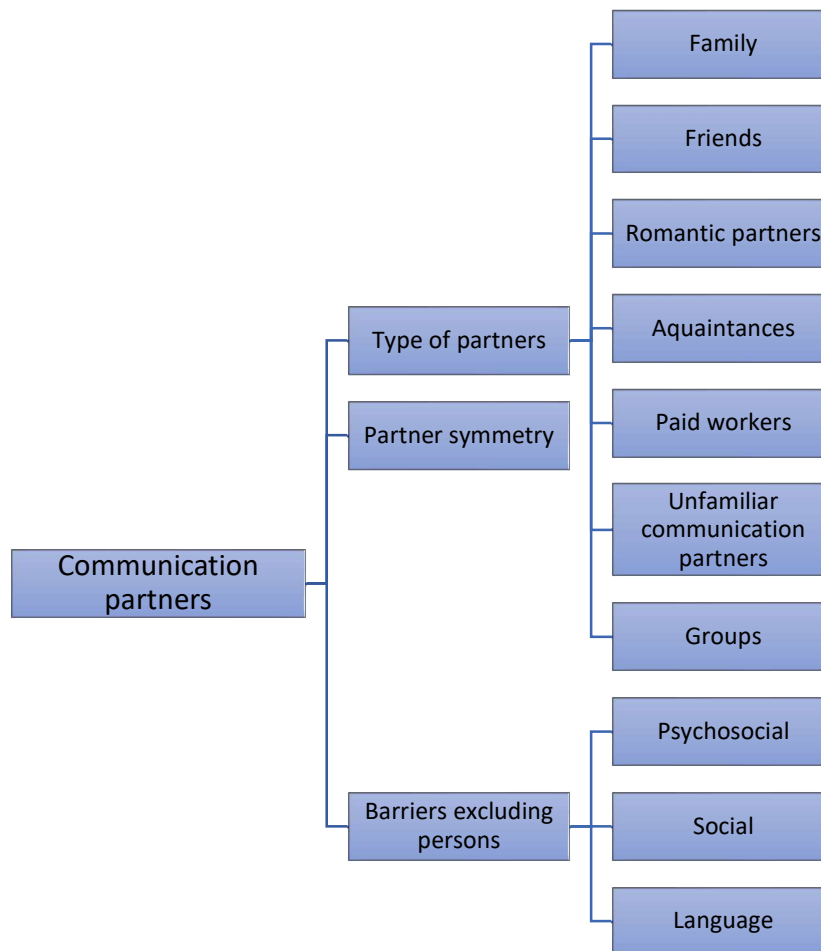 Communication
partners
Type of partners
Partner symmetry
Barriers excluding
persons
Family
Friends
Romantic partners
Aquaintances
Paid workers
Unfamiliar
communication
partners
Groups
Psychosocial
Social
Language